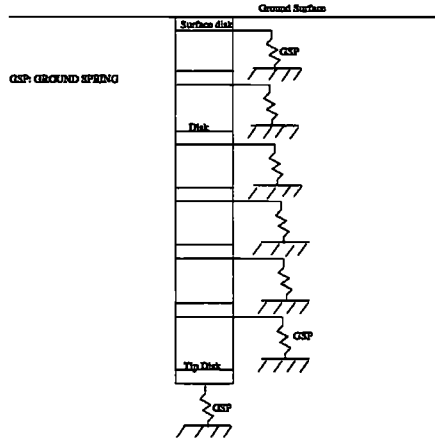 Ground Surface
Surface disk
GSP
GSP: GROUND SPRING
Disk
GSP
Tip Disk
GSP